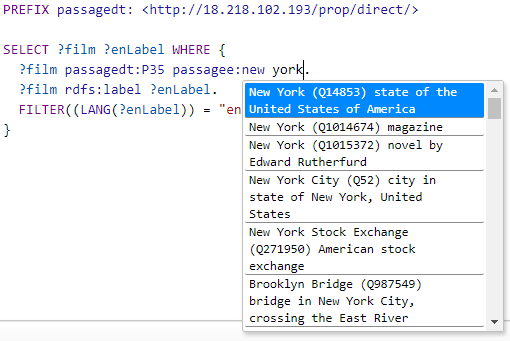 PREFIX passagedt: <http://18.218.102.193/prop/direct/>
SELECT ?film ?enLabel WHERE {
?film passagedt:P35 passagee:new york.
?film rdfs:label ?enLabel.
FILTER((LANG(?enLabel)) = "en
}
New York (Q14853) state of the
United States of America
New York (Q1014674) magazine
New York (Q1015372) novel by
Edward Rutherfurd
New York City (Q52) city in
state of New York, United
States
New York Stock Exchange
(Q271950) American stock
exchange
Brooklyn Bridge (Q987549)
bridge in New York City,
crossing the East River